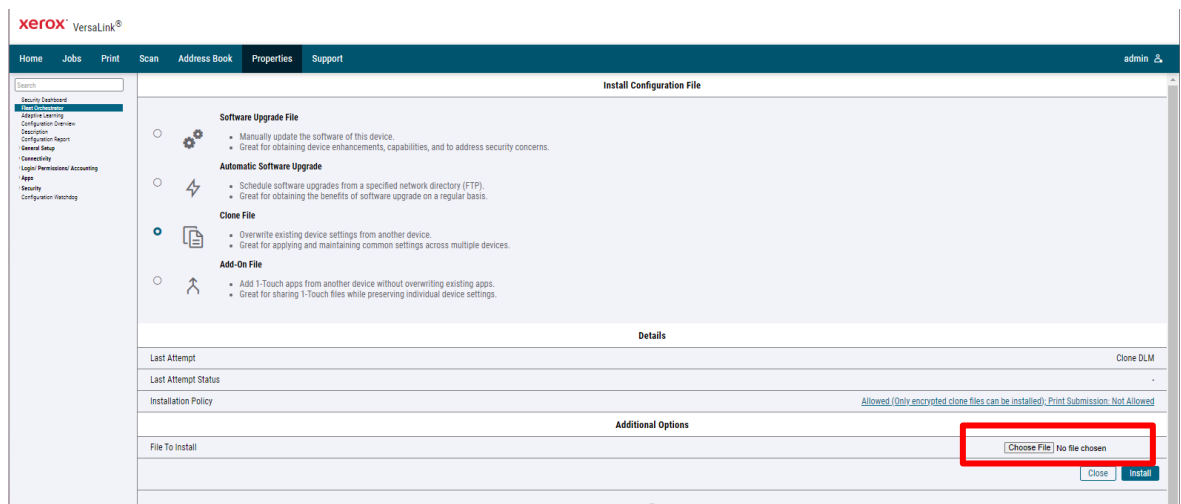 xerox™ VersaLink®
Home Jobs Print Scan Address Book Properties Support admin
Search
Security Dashboard
Fleet Orchestrator
Adaptive Learning
Configuration Overview
Description
Configuration Report
General Setup
Connectivity
Login/ Permissions/ Accounting
Apps
Security
Configuration Watchdog
Install Configuration File
Software Upgrade File
• Manually update the software of this device.
• Great for obtaining device enhancements, capabilities, and to address security concerns.
Automatic Software Upgrade
• Schedule software upgrades from a specified network directory (FTP).
• Great for obtaining the benefits of software upgrade on a regular basis.
Clone File
• Overwrite existing device settings from another device.
• Great for applying and maintaining common settings across multiple devices.
Add-On File
• Add 1-Touch apps from another device without overwriting existing apps.
• Great for sharing 1-Touch files while preserving individual device settings.
Details
Last Attempt Clone DLM
Last Attempt Status -
Installation Policy Allowed (Only encrypted clone files can be installed); Print Submission: Not Allowed
Additional Options
File To Install Choose File No file chosen
Close Install